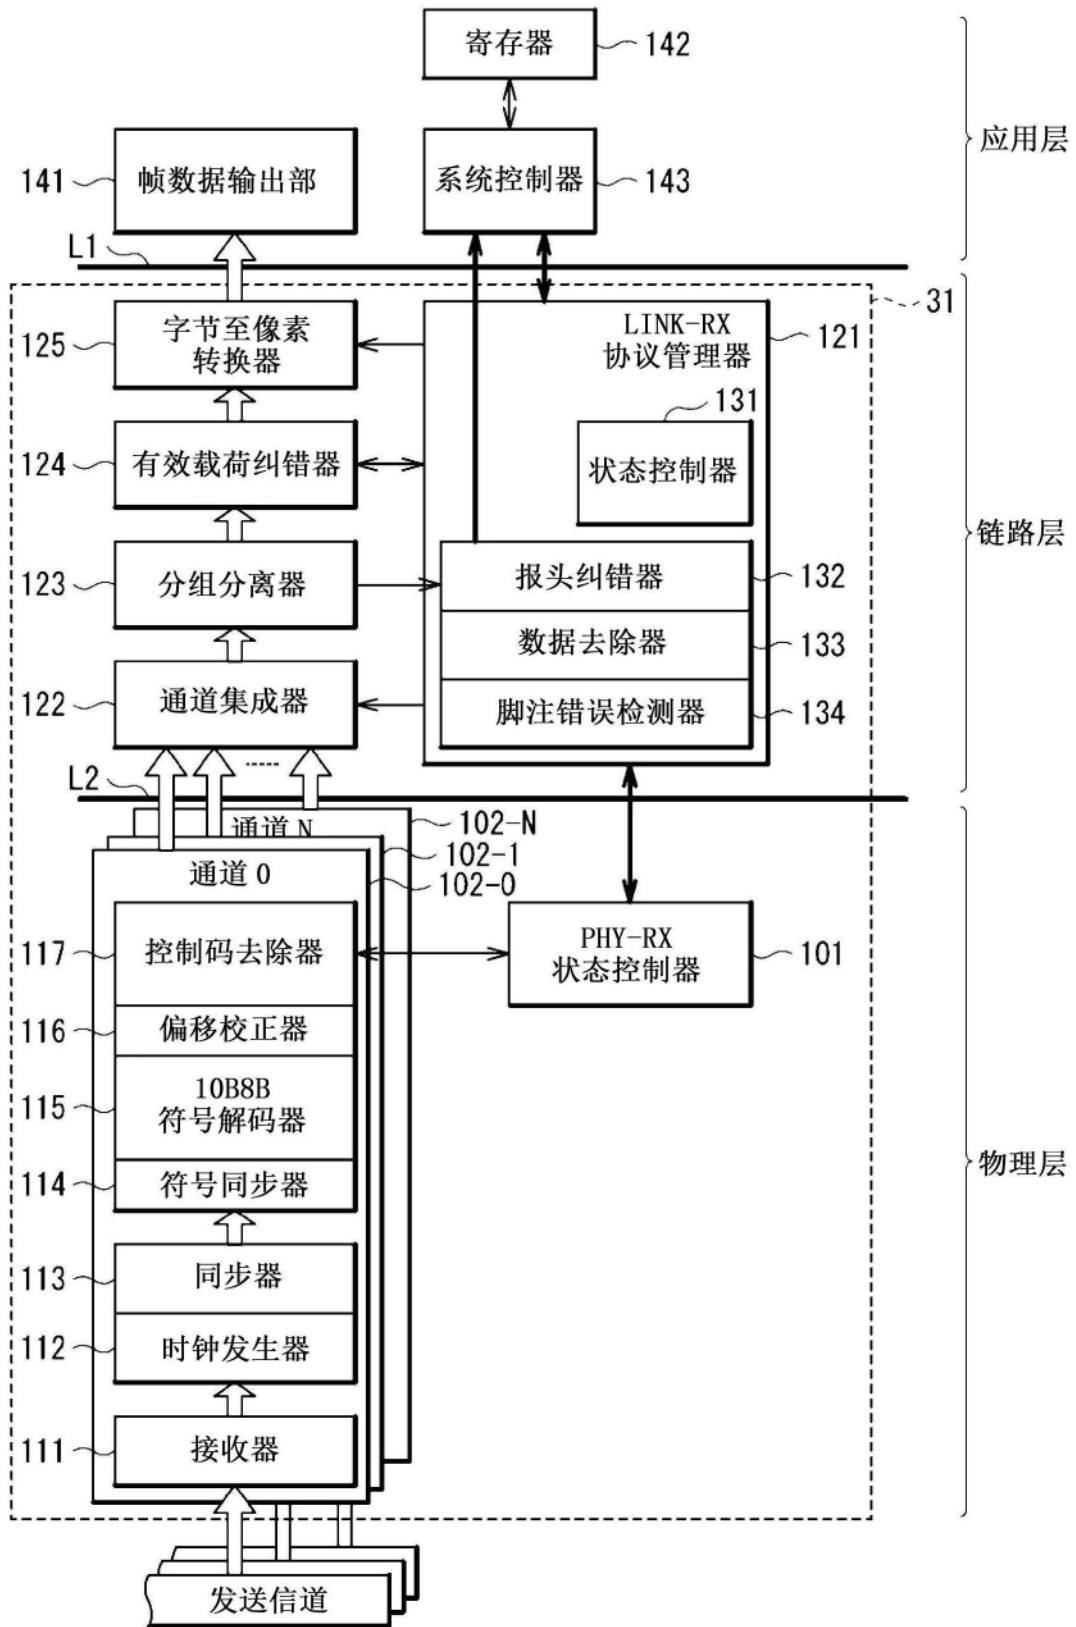 寄存器
142
应用层
141
帧数据输出部
系统控制器
143
L1
31
125
字节至像素
转换器
LINK-RX
协议管理器
121
131
124
有效载荷纠错器
状态控制器
链路层
123
分组分离器
报头纠错器
132
数据去除器
133
122
通道集成器
脚注错误检测器
134
L2
通道 N
102-N
102-1
通道 0
102-0
117
控制码去除器
PHY-RX
状态控制器
101
116
偏移校正器
115
10B8B
符号解码器
物理层
114
符号同步器
113
同步器
112
时钟发生器
111
接收器
发送信道